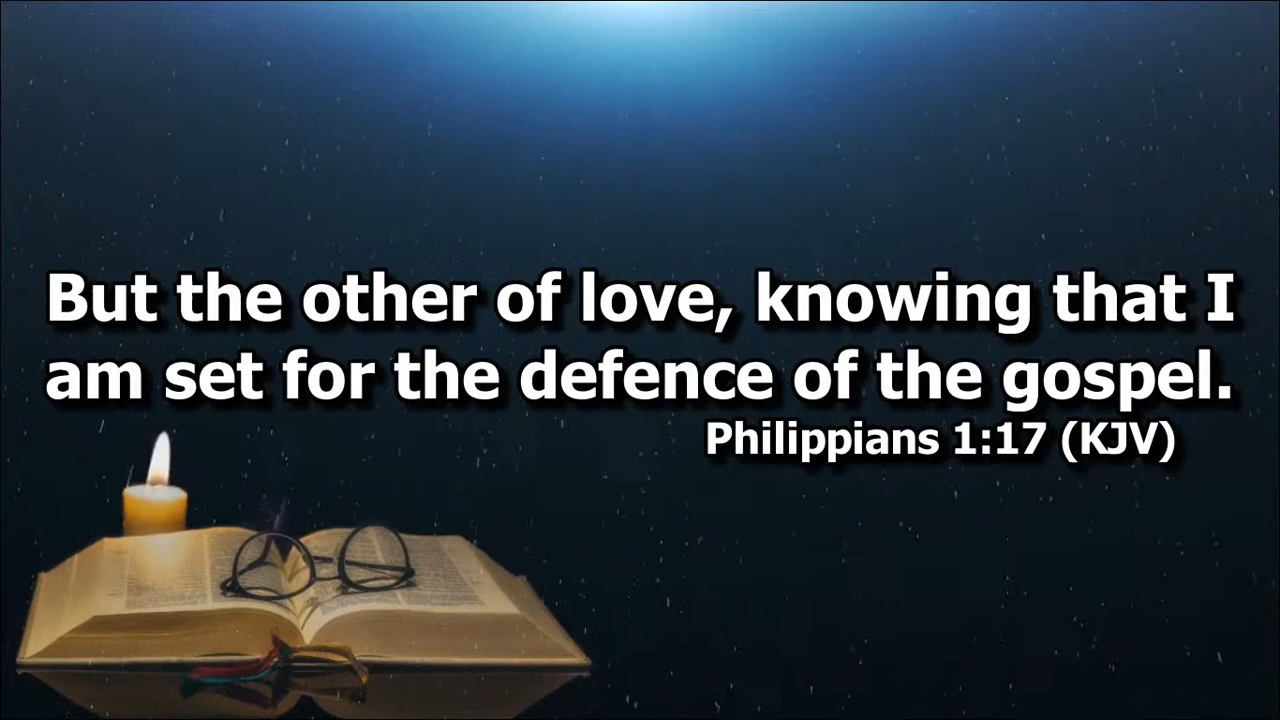 But the other of love, knowing that I
am set for the defence of the gospel.
Philippians 1:17 (KJV)